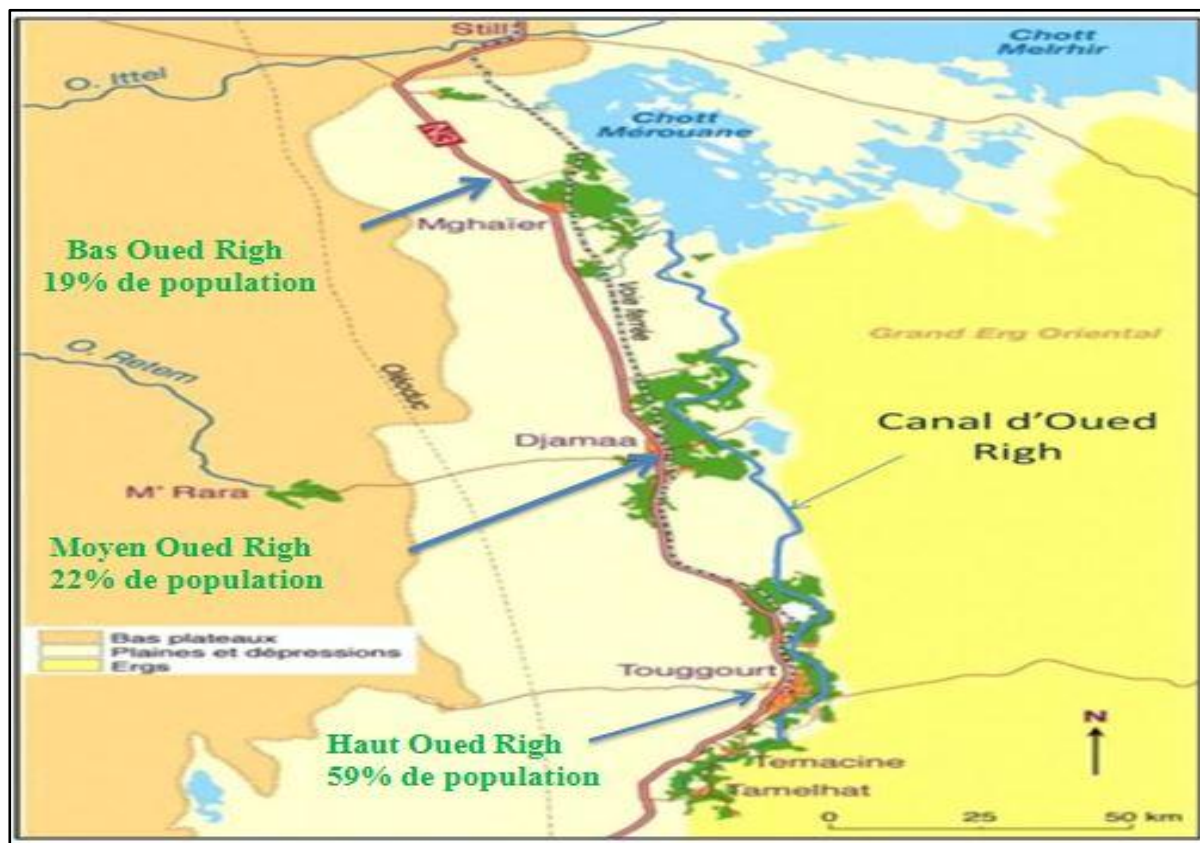 Still
Chott
Melrhir
O. Ittel
Chott
Mérouane
N3
Mghaïer
Bas Oued Righ
19% de population
Voie ferrée
Grand Erg Oriental
O. Retem
Oléoduc
Canal d'Oued
Righ
Djamaa
M' Rara
Moyen Oued Righ
22% de population
Bas plateaux
Plaines et dépressions
Ergs
Touggourt
N
Haut Oued Righ
59% de population
Temacine
Tamelhat
0 25 50 km